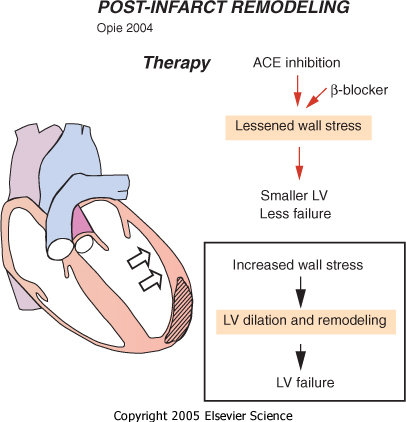 POST-INFARCT REMODELING
Opie 2004
Therapy
ACE inhibition
β-blocker
Lessened wall stress
Smaller LV
Less failure
Increased wall stress
LV dilation and remodeling
LV failure
Copyright 2005 Elsevier Science